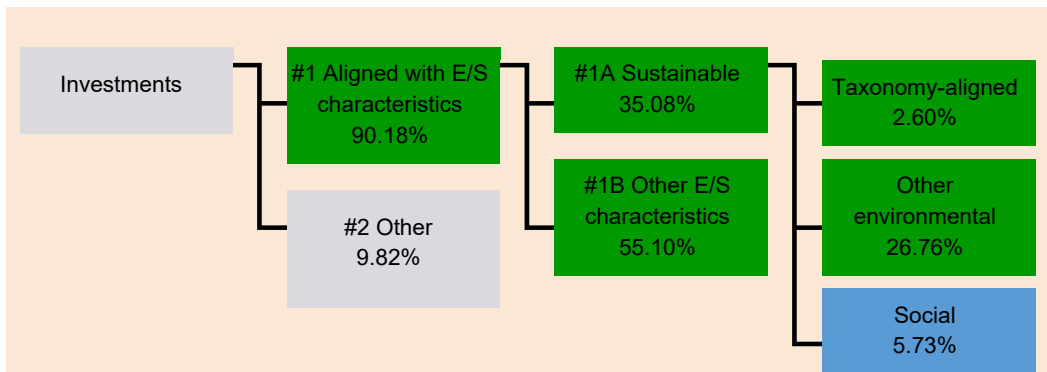 Investments
#1 Aligned with E/S
characteristics
90.18%
#2 Other
9.82%
#1A Sustainable
35.08%
#1B Other E/S
characteristics
55.10%
Taxonomy-aligned
2.60%
Other
environmental
26.76%
Social
5.73%